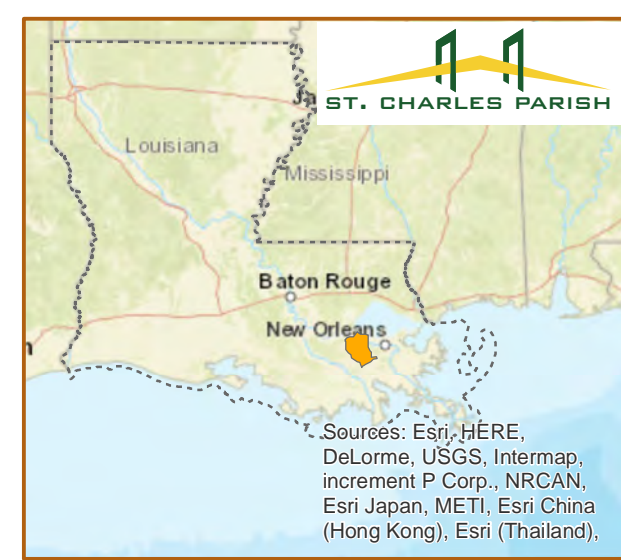 ST. CHARLES PARISH
Ja
Louisiana
Mississippi
Baton Rouge
New Orleans
n
Sources: Esri, HERE,
DeLorme, USGS, Intermap,
increment P Corp., NRCAN,
Esri Japan, METI, Esri China
(Hong Kong), Esri (Thailand),